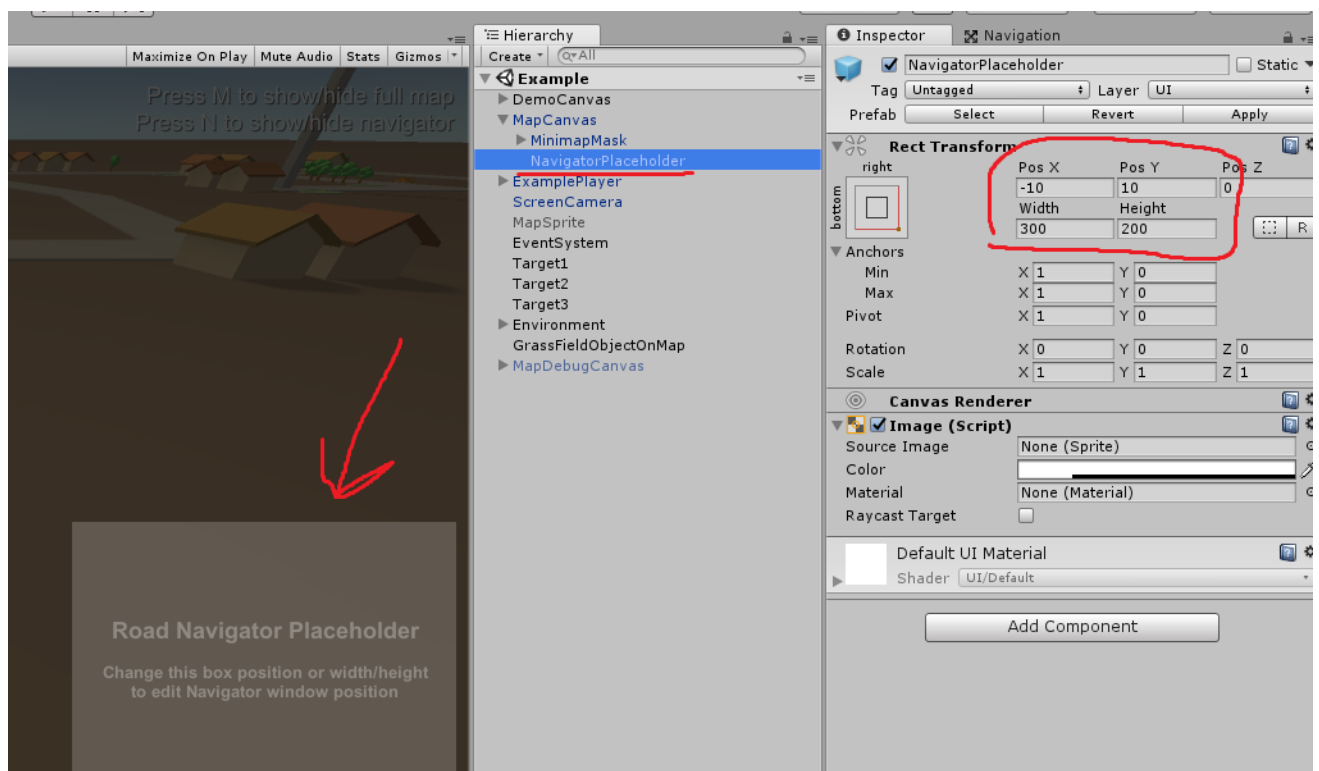 Maximize On Play Mute Audio Stats Gizmos
Press M to show/hide full map
Press N to show/hide navigator
Road Navigator Placeholder
Change this box position or width/height
to edit Navigator window position
Hierarchy
Create All
Example
DemoCanvas
MapCanvas
MinimapMask
NavigatorPlaceholder
ExamplePlayer
ScreenCamera
MapSprite
EventSystem
Target1
Target2
Target3
Environment
GrassFieldObjectOnMap
MapDebugCanvas
Inspector Navigation
NavigatorPlaceholder Static
Tag Untagged Layer UI
Prefab Select Revert Apply
Rect Transform
right Pos X Pos Y Pos Z
bottom
-10 10 0
Width Height
300 200 R
Anchors
Min X 1 Y 0
Max X 1 Y 0
Pivot X 1 Y 0
Rotation X 0 Y 0 Z 0
Scale X 1 Y 1 Z 1
Canvas Renderer
Image (Script)
Source Image None (Sprite)
Color
Material None (Material)
Raycast Target
Default UI Material
Shader UI/Default
Add Component